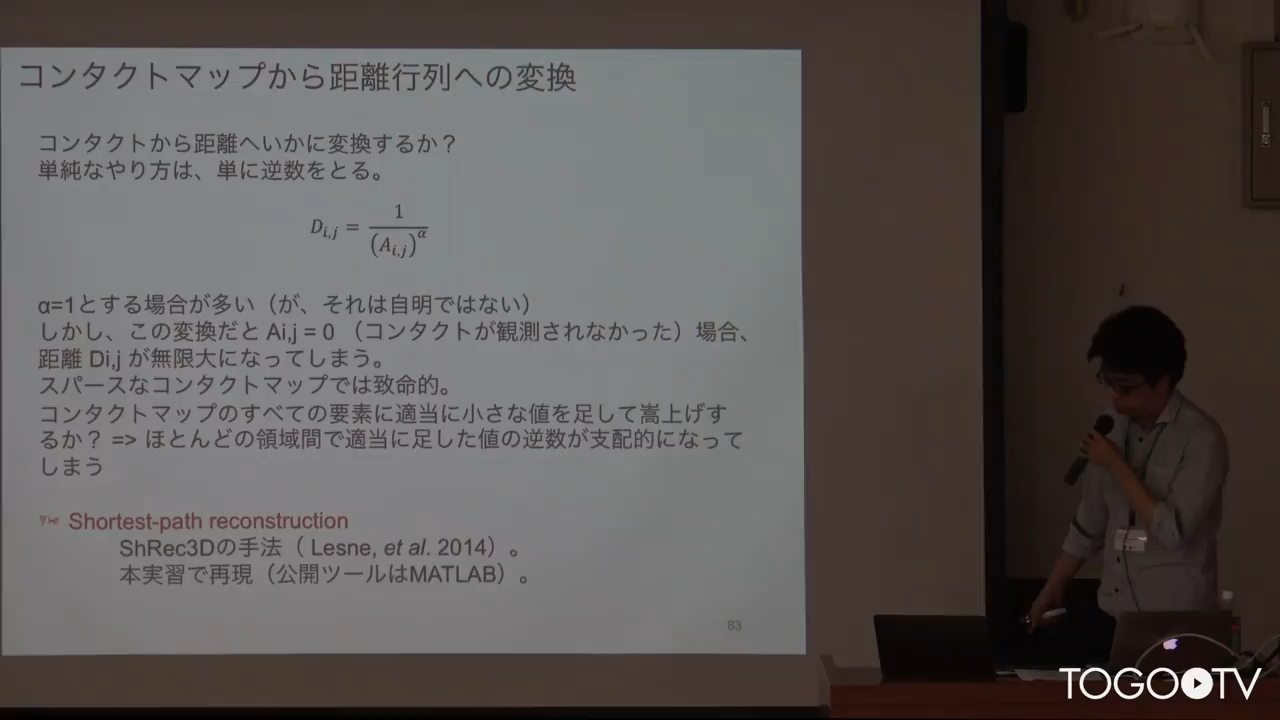 コンタクトマップから距離行列への変換
コンタクトから距離へいかに変換するか？
単純なやり方は、単に逆数をとる。
D_{i,j} = 1 / (A_{i,j})^α
α=1とする場合が多い（が、それは自明ではない）
しかし、この変換だと Ai,j = 0 （コンタクトが観測されなかった）場合、
距離 Di,j が無限大になってしまう。
スパースなコンタクトマップでは致命的。
コンタクトマップのすべての要素に適当に小さな値を足して嵩上げす
るか？ => ほとんどの領域間で適当に足した値の逆数が支配的になって
しまう
Shortest-path reconstruction
ShRec3Dの手法（ Lesne, et al. 2014）。
本実習で再現（公開ツールはMATLAB）。
83
TOGOTV